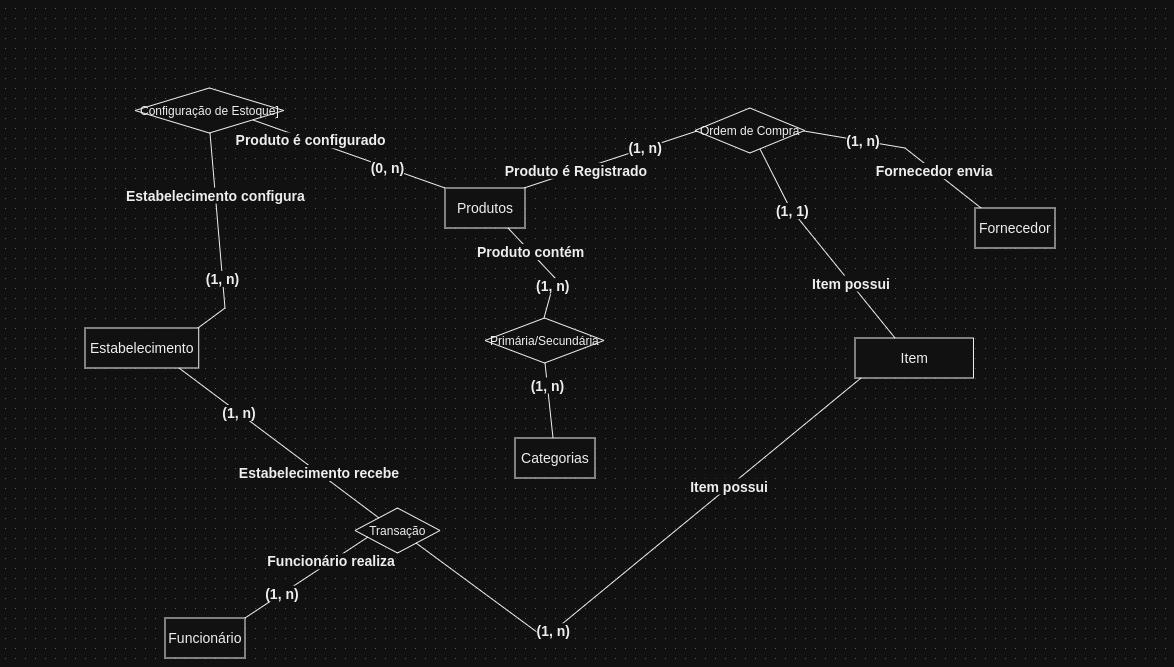 Configuração de Estoque]
Ordem de Compra
Produto é configurado
(1, n)
(1, n)
(0, n)
Produto é Registrado
Fornecedor envia
Estabelecimento configura
Produtos
(1, 1)
Fornecedor
Produto contém
(1, n)
(1, n)
Item possui
Estabelecimento
Primária/Secundária
Item
(1, n)
(1, n)
Categorias
Estabelecimento recebe
Item possui
Transação
Funcionário realiza
(1, n)
(1, n)
Funcionário